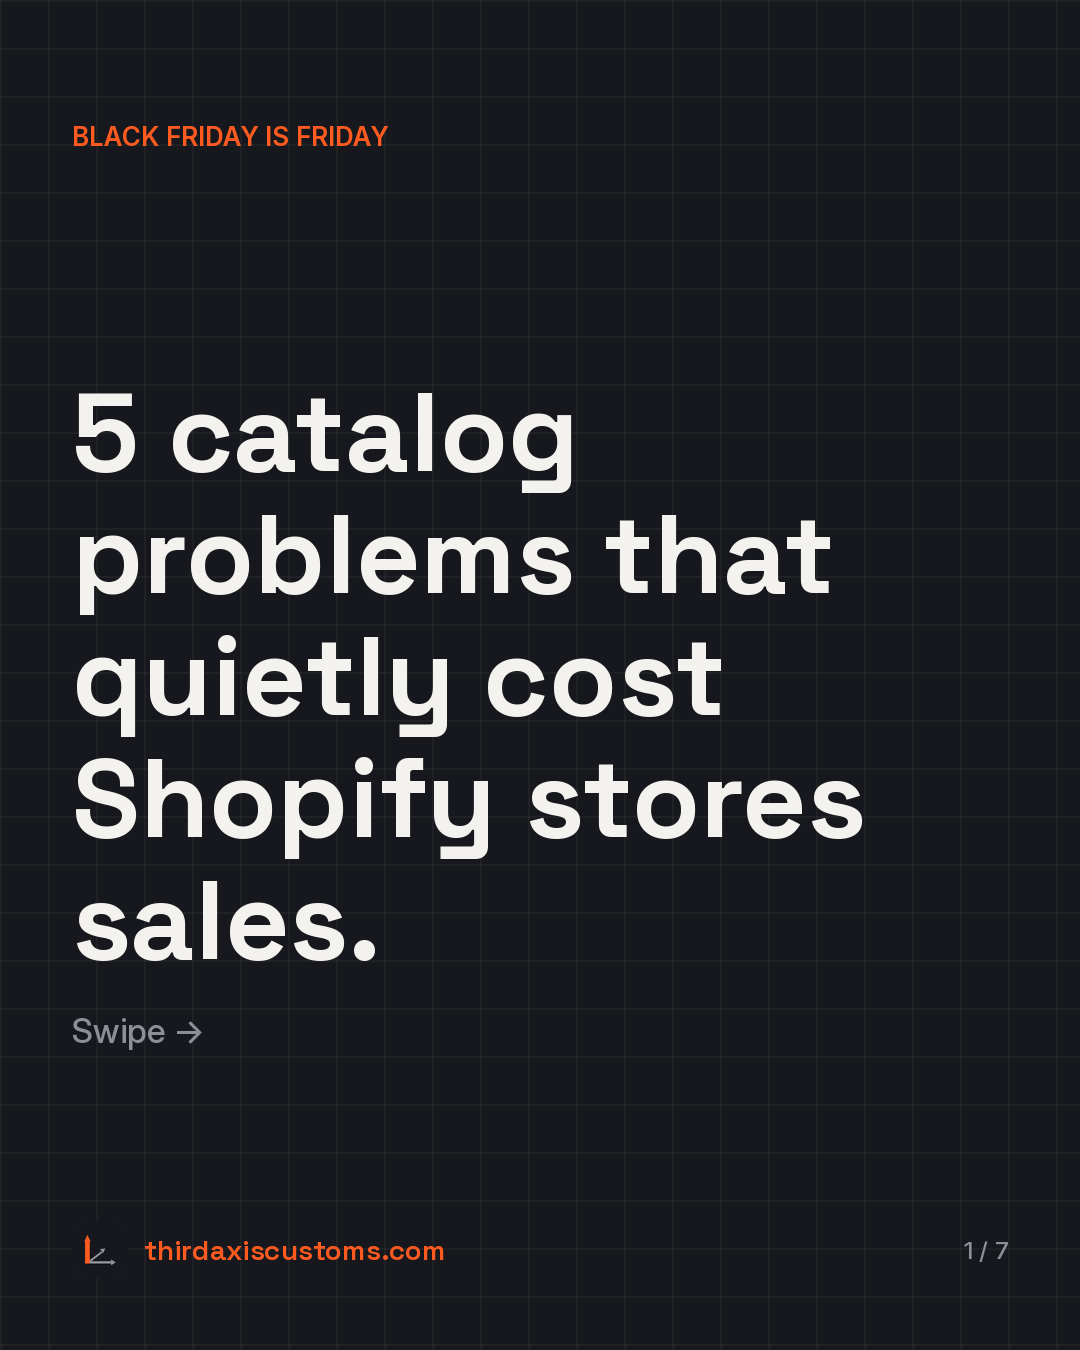 BLACK FRIDAY IS FRIDAY
5 catalog
problems that
quietly cost
Shopify stores
sales.
Swipe →
thirdaxiscustoms.com
1 / 7